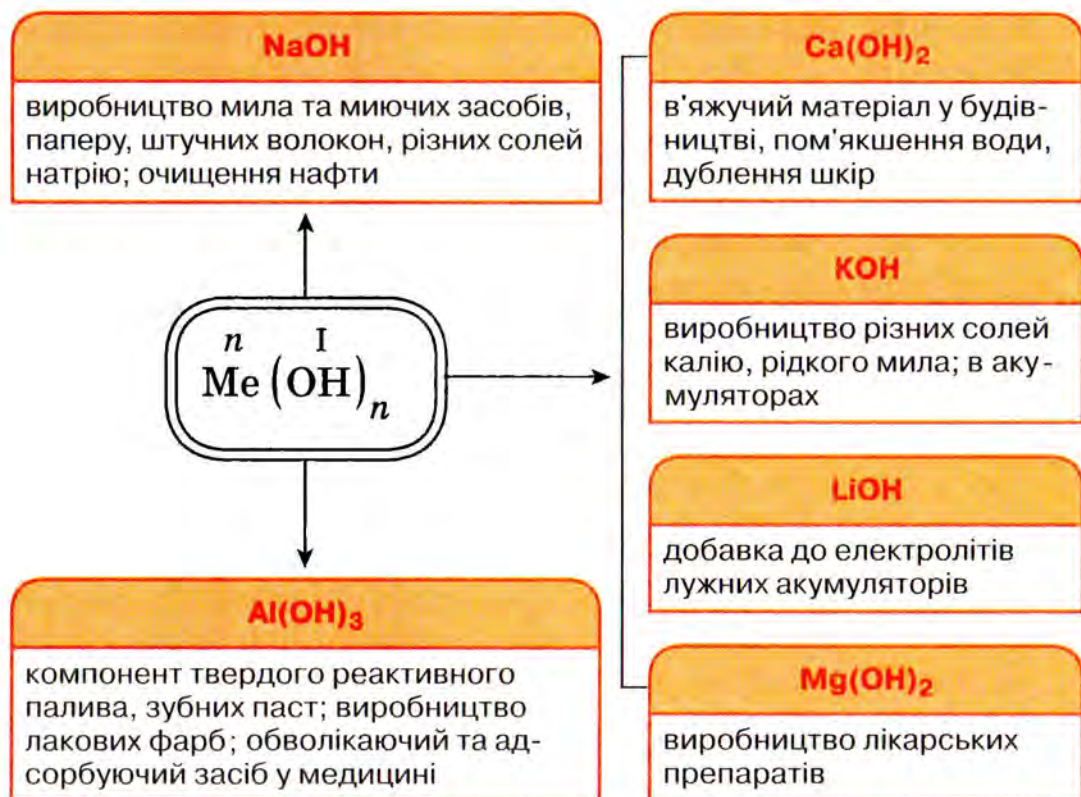 NaOH
виробництво мила та миючих засобів,
паперу, штучних волокон, різних солей
натрію; очищення нафти
n I
Me (OH)n
Al(OH)3
компонент твердого реактивного
палива, зубних паст; виробництво
лакових фарб; обволікаючий та ад-
сорбуючий засіб у медицині
Ca(OH)2
в'яжучий матеріал у будів-
ництві, пом'якшення води,
дублення шкір
KOH
виробництво різних солей
калію, рідкого мила; в аку-
муляторах
LiOH
добавка до електролітів
лужних акумуляторів
Mg(OH)2
виробництво лікарських
препаратів